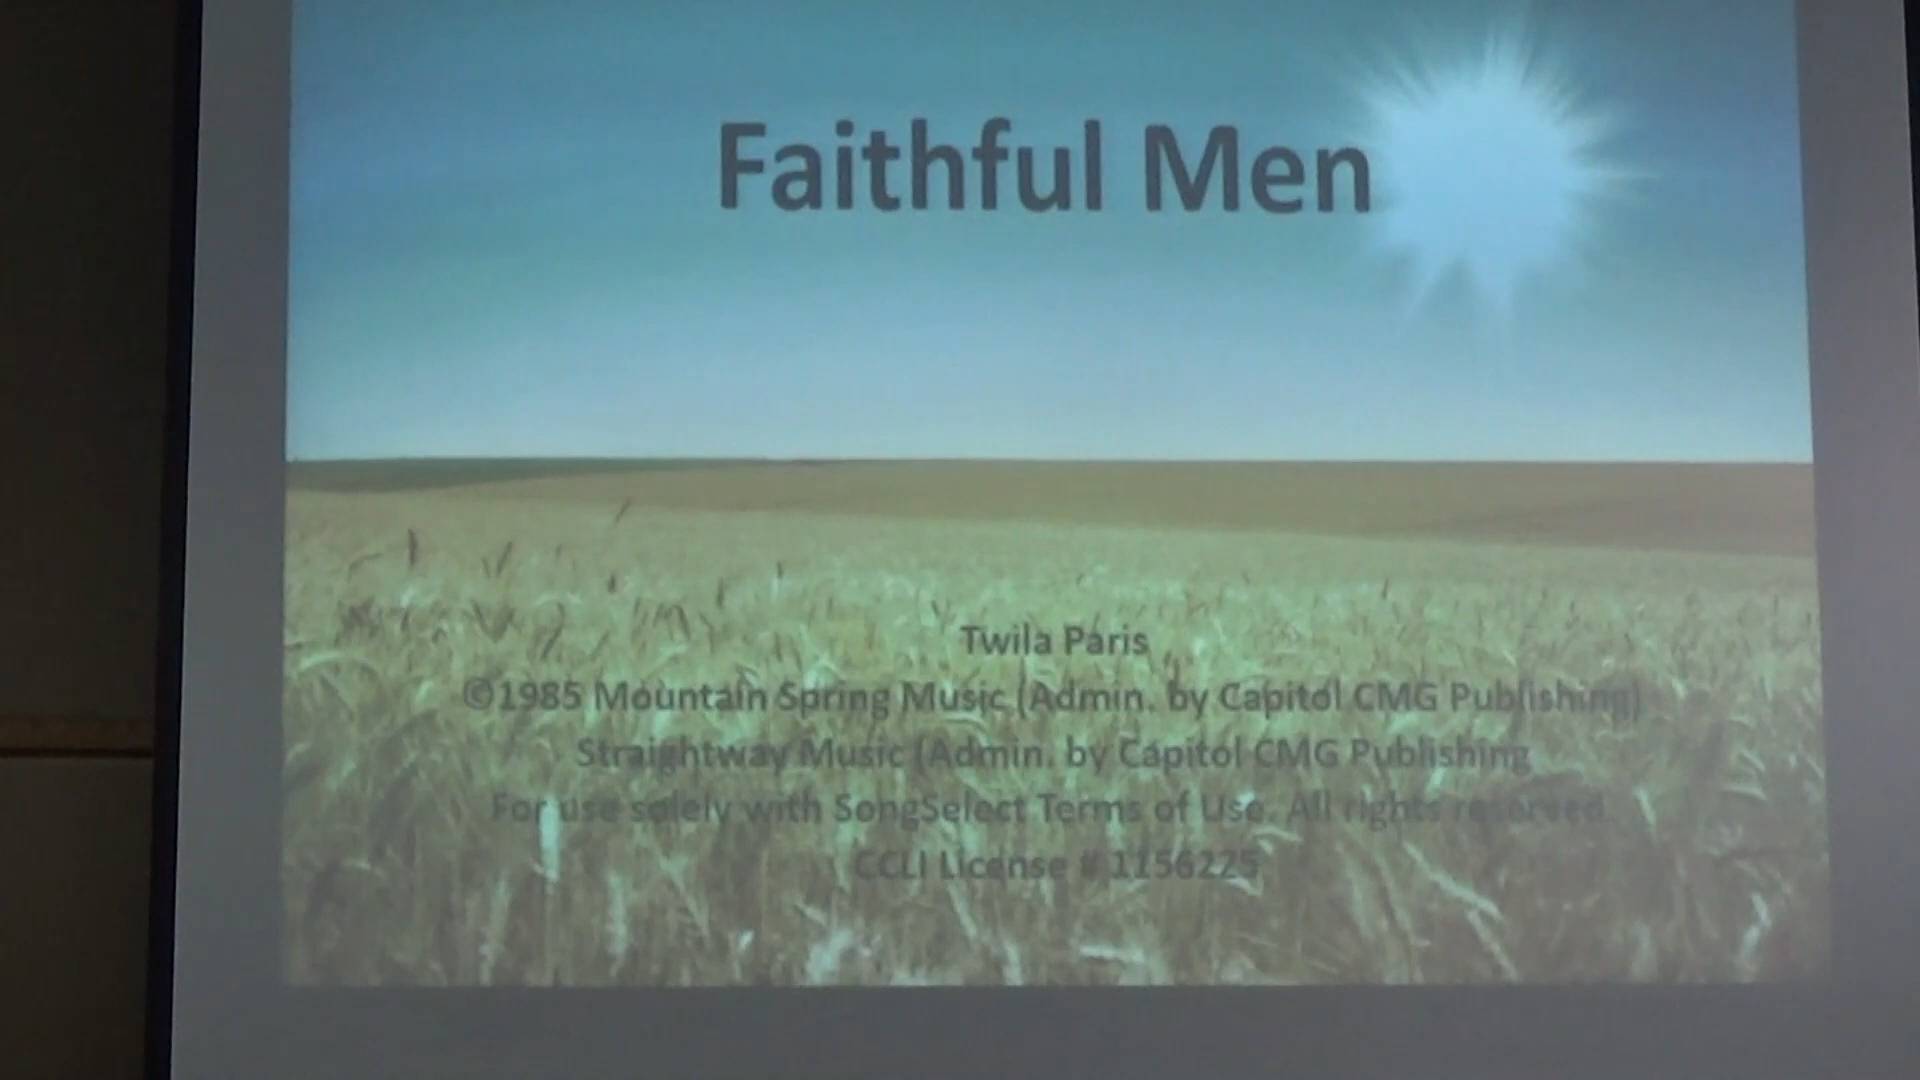 Faithful Men
Twila Paris
©1985 Mountain Spring Music (Admin. by Capitol CMG Publishing)
Straightway Music (Admin. by Capitol CMG Publishing
For use solely with SongSelect Terms of Use. All rights reserved.
CCLI License # 1156225